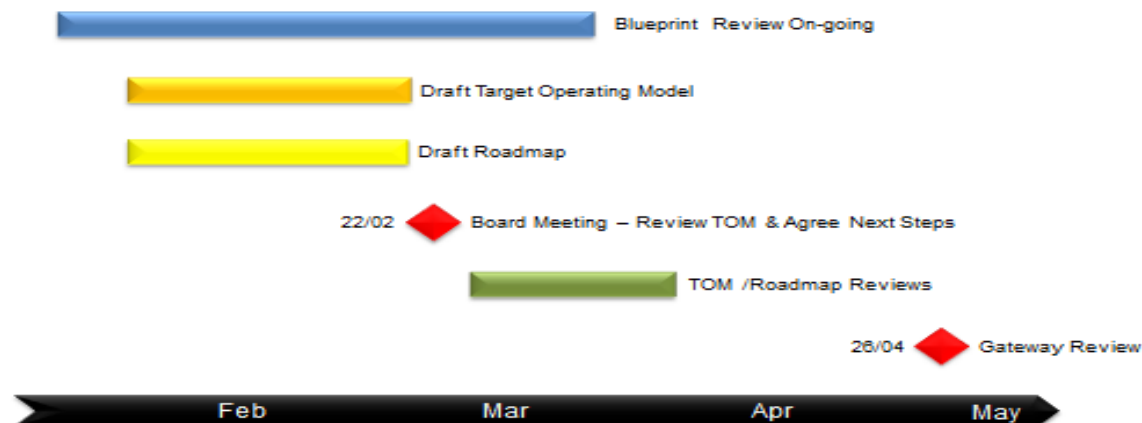 Blueprint Review On-going
Draft Target Operating Model
Draft Roadmap
22/02 Board Meeting – Review TOM & Agree Next Steps
TOM /Roadmap Reviews
26/04 Gateway Review
Feb Mar Apr May